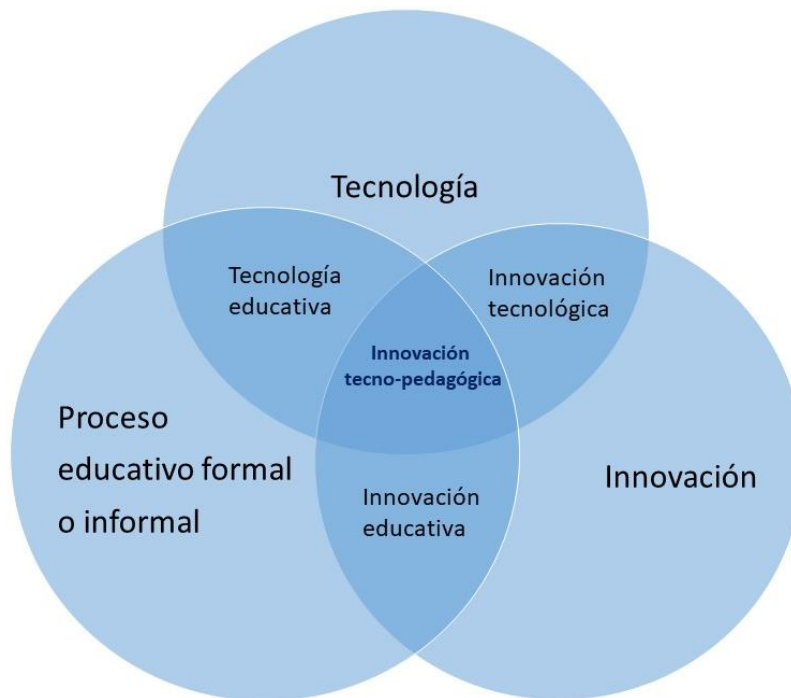 Tecnología
Tecnología
educativa
Innovación
tecnológica
Innovación
tecno-pedagógica
Proceso
educativo formal
o informal
Innovación
Innovación
educativa